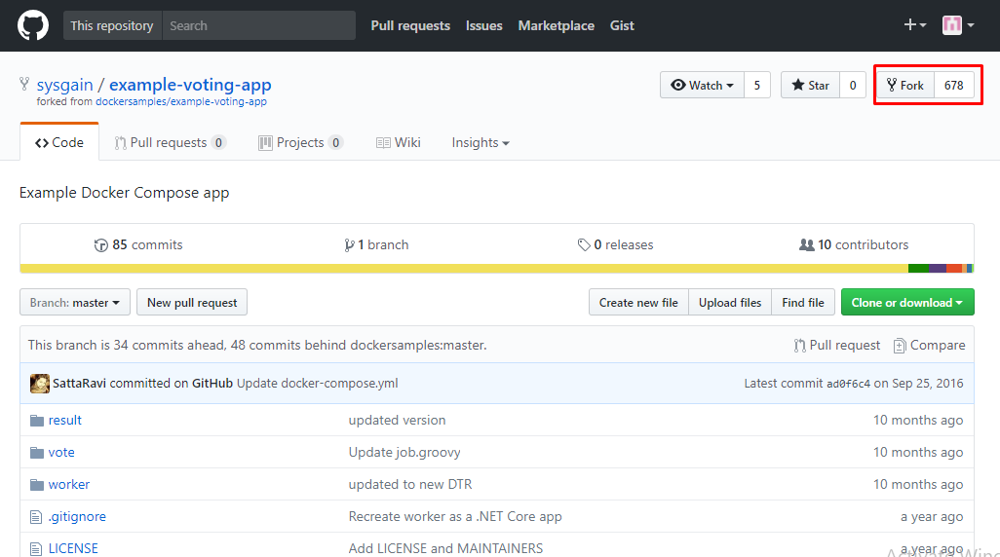 This repository Search Pull requests Issues Marketplace Gist
sysgain / example-voting-app Watch 5 Star 0 Fork 678
forked from dockersamples/example-voting-app
Code Pull requests 0 Projects 0 Wiki Insights
Example Docker Compose app
85 commits 1 branch 0 releases 10 contributors
Branch: master New pull request Create new file Upload files Find file Clone or download
This branch is 34 commits ahead, 48 commits behind dockersamples:master. Pull request Compare
SattaRavi committed on GitHub Update docker-compose.yml Latest commit ad0f6c4 on Sep 25, 2016
result updated version 10 months ago
vote Update job.groovy 10 months ago
worker updated to new DTR 10 months ago
.gitignore Recreate worker as a .NET Core app a year ago
LICENSE Add LICENSE and MAINTAINERS a year ago